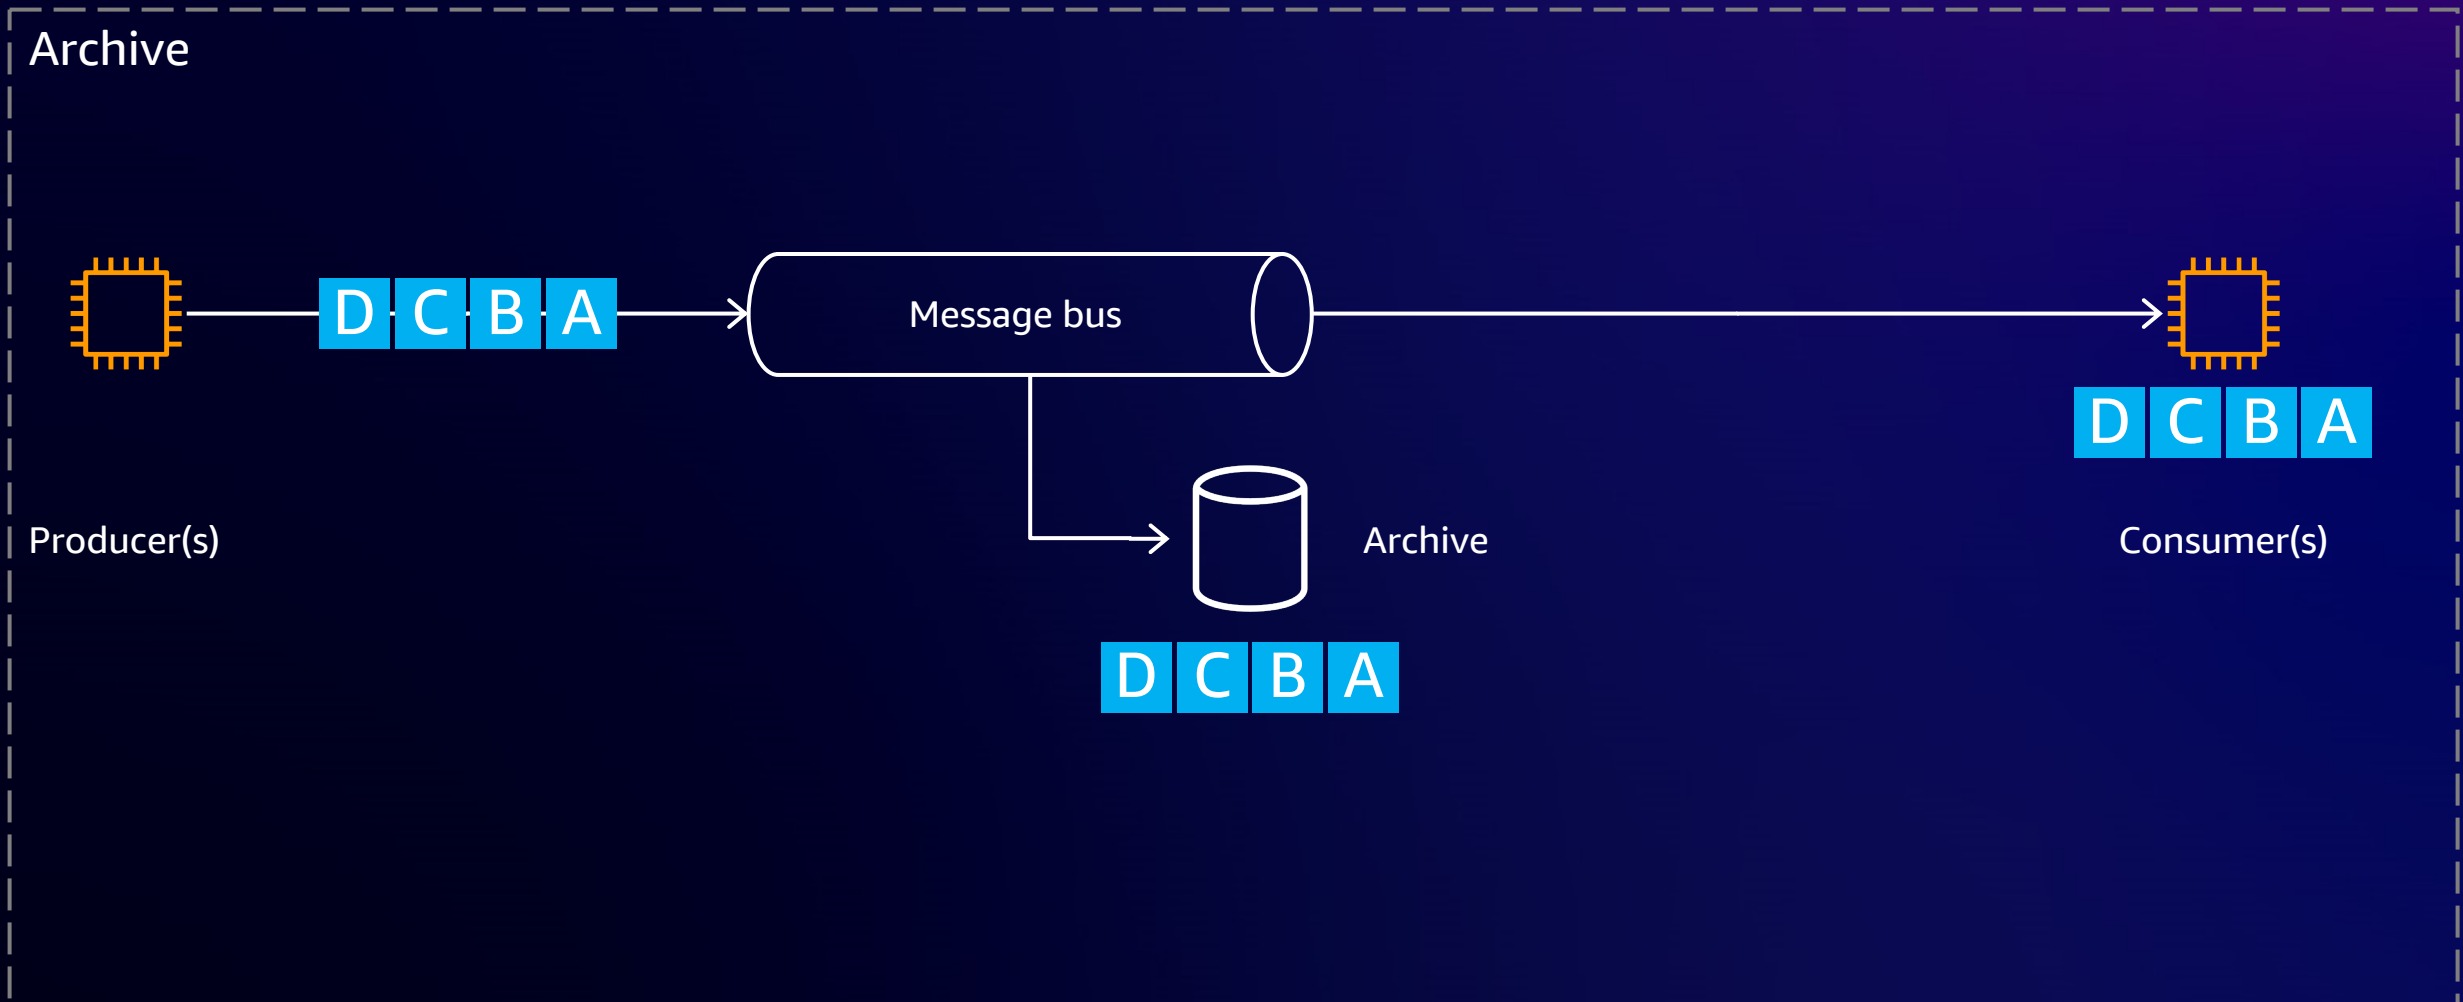 Archive
D C B A
Message bus
D C B A
Producer(s)
Archive
Consumer(s)
D C B A